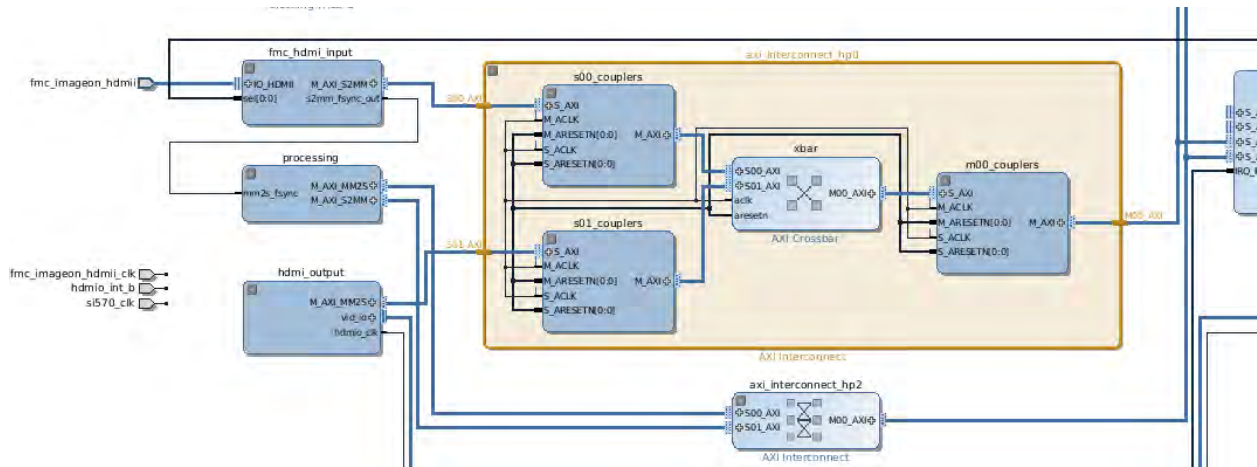 fmc_hdmi_input
IO_HDMII
M_AXI_S2MM
sel[0:0]
s2mm_fsync_out
fmc_imageon_hdmii
processing
mm2s_fsync
M_AXI_MM2S
M_AXI_S2MM
fmc_imageon_hdmii_clk
hdmio_int_b
si570_clk
hdmi_output
M_AXI_MM2S
vid_io
hdmio_clk
axi_interconnect_hp0
S00_AXI
S01_AXI
s00_couplers
S_AXI
M_ACLK
M_ARESETN[0:0]
M_AXI
S_ACLK
S_ARESETN[0:0]
s01_couplers
S_AXI
M_ACLK
M_ARESETN[0:0]
M_AXI
S_ACLK
S_ARESETN[0:0]
xbar
S00_AXI
S01_AXI
M00_AXI
aclk
aresetn
AXI Crossbar
m00_couplers
S_AXI
M_ACLK
M_ARESETN[0:0]
M_AXI
S_ACLK
S_ARESETN[0:0]
M00_AXI
AXI Interconnect
axi_interconnect_hp2
S00_AXI
S01_AXI
M00_AXI
AXI Interconnect